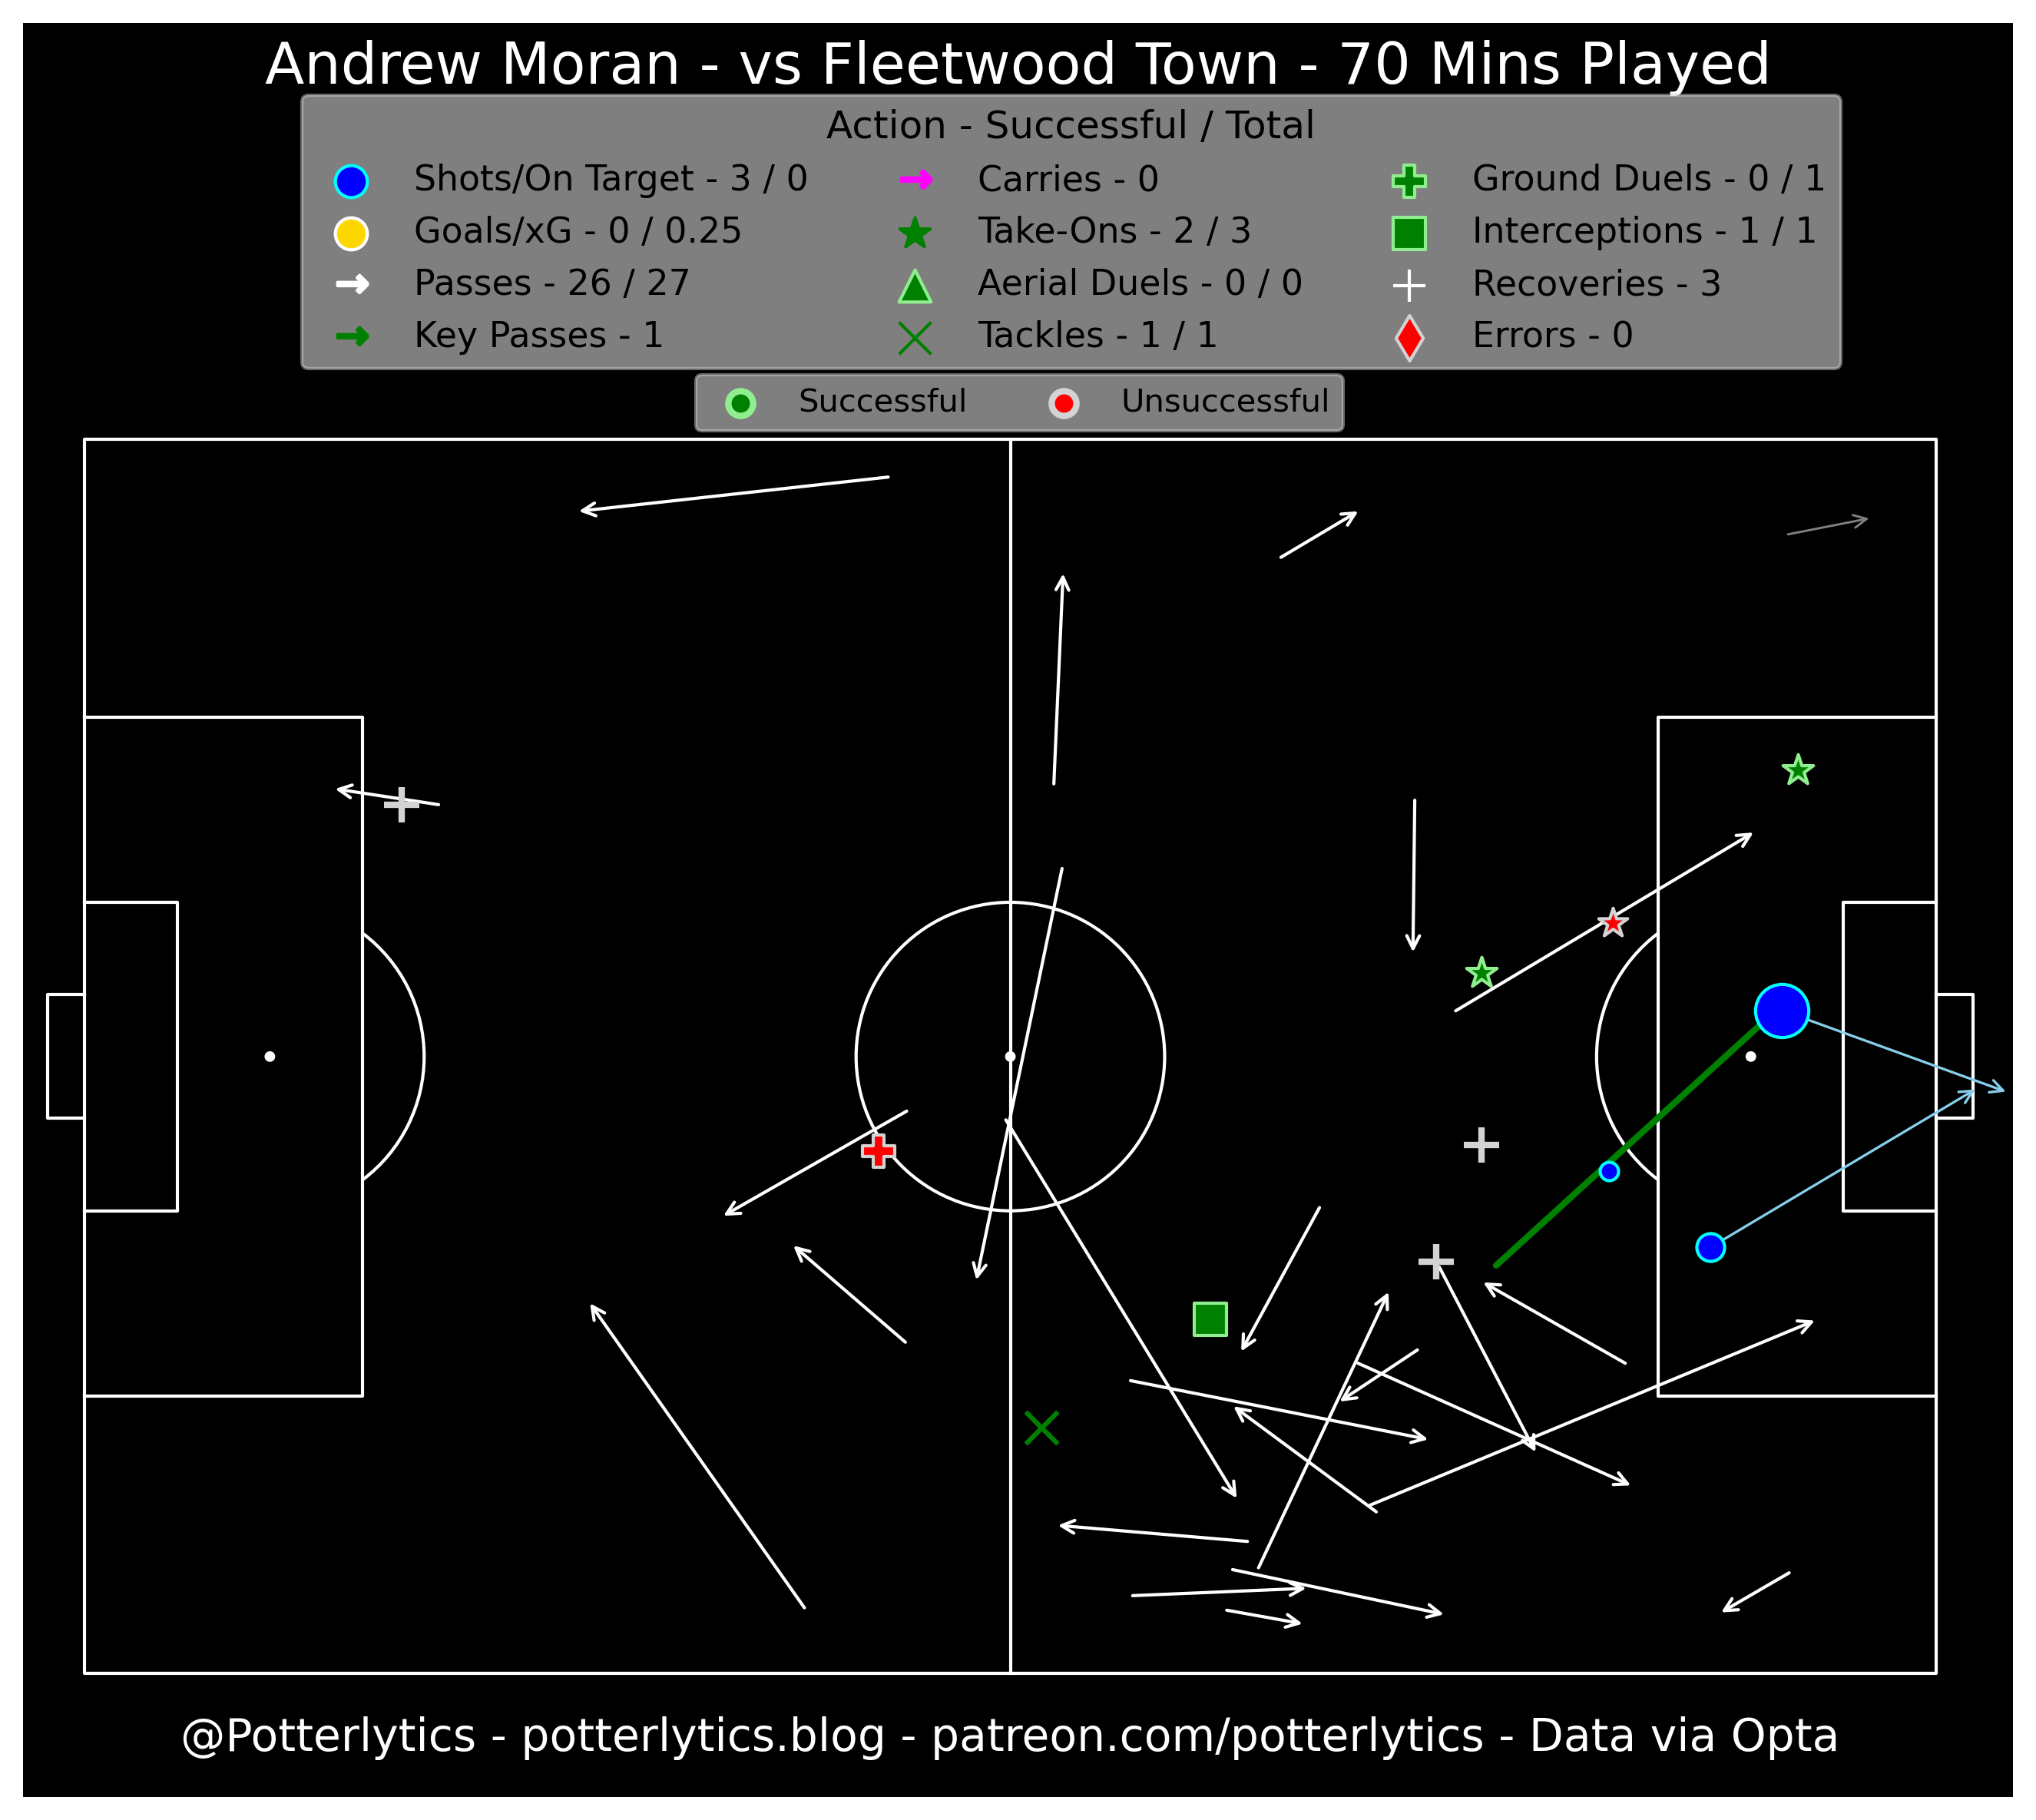 Andrew Moran - vs Fleetwood Town - 70 Mins Played
Action - Successful / Total
Shots/On Target - 3 / 0
Goals/xG - 0 / 0.25
Passes - 26 / 27
Key Passes - 1
Carries - 0
Take-Ons - 2 / 3
Aerial Duels - 0 / 0
Tackles - 1 / 1
Ground Duels - 0 / 1
Interceptions - 1 / 1
Recoveries - 3
Errors - 0
Successful
Unsuccessful
@Potterlytics - potterlytics.blog - patreon.com/potterlytics - Data via Opta